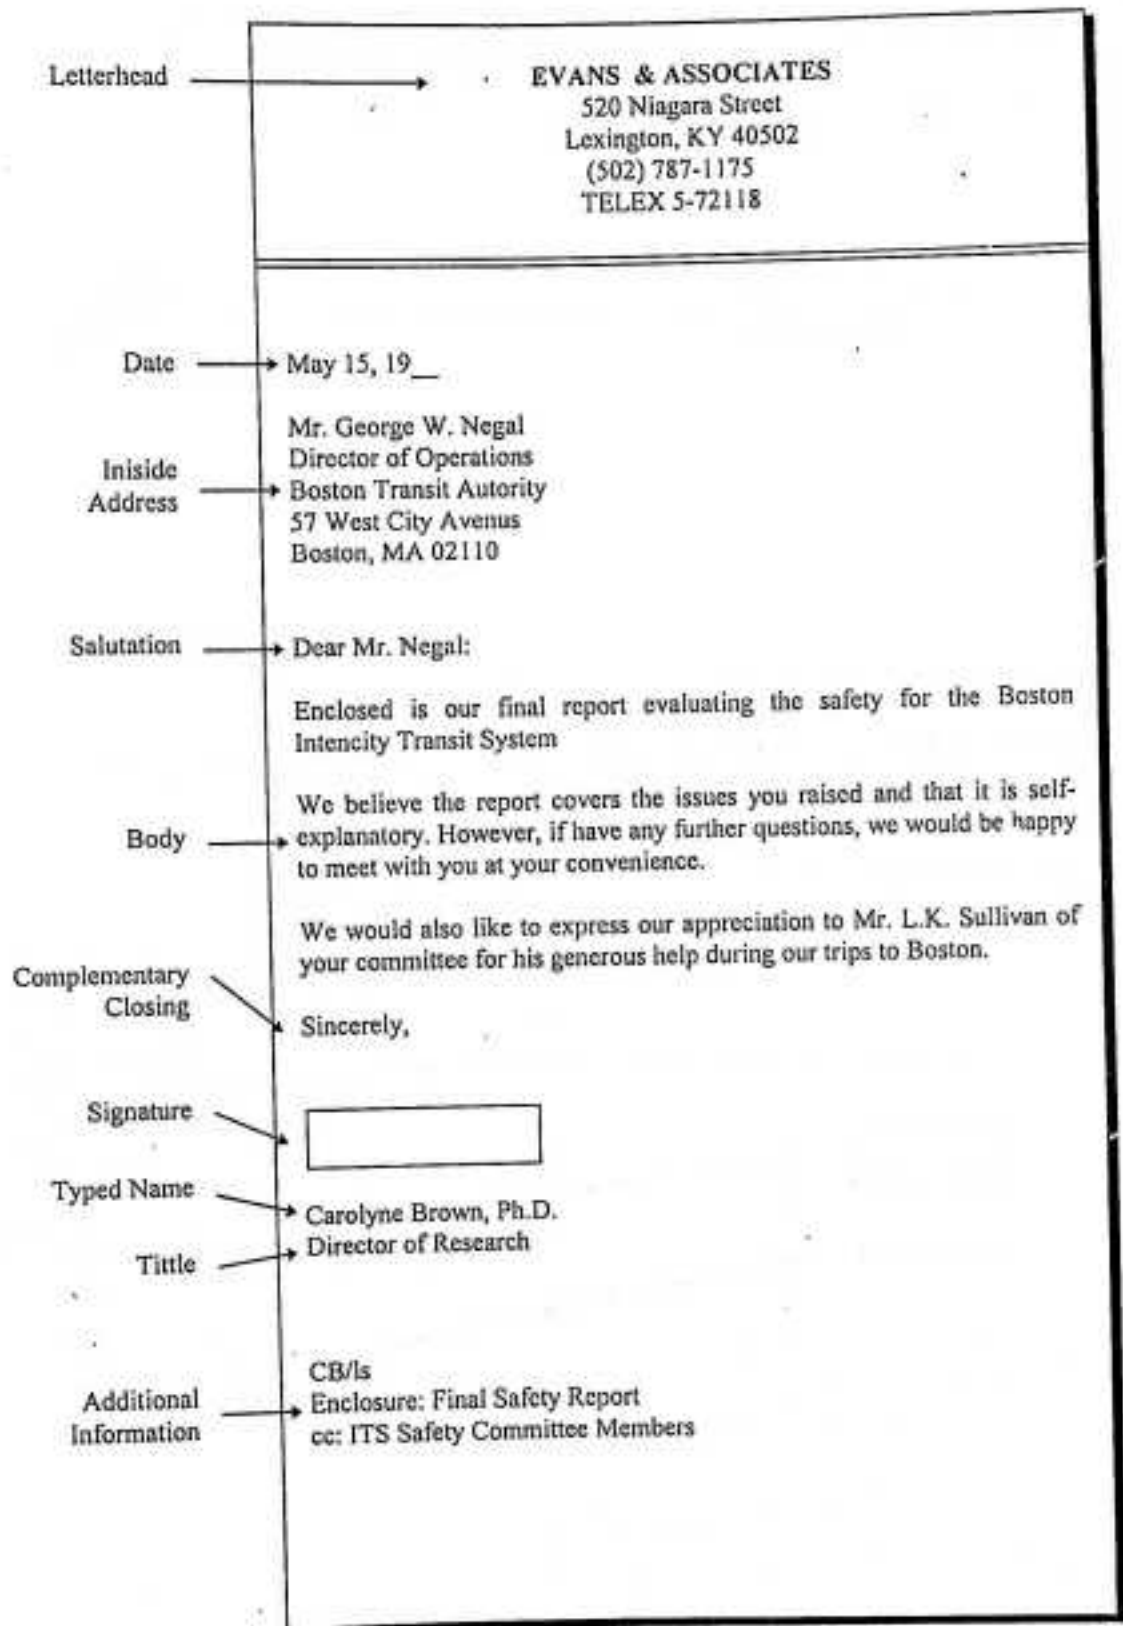 Letterhead
EVANS & ASSOCIATES
520 Niagara Street
Lexington, KY 40502
(502) 787-1175
TELEX 5-72118
Date
May 15, 19__
Iniside
Address
Mr. George W. Negal
Director of Operations
Boston Transit Autority
57 West City Avenus
Boston, MA 02110
Salutation
Dear Mr. Negal:
Body
Enclosed is our final report evaluating the safety for the Boston
Intencity Transit System
We believe the report covers the issues you raised and that it is self-
explanatory. However, if have any further questions, we would be happy
to meet with you at your convenience.
We would also like to express our appreciation to Mr. L.K. Sullivan of
your committee for his generous help during our trips to Boston.
Complementary
Closing
Sincerely,
Signature
Typed Name
Carolyne Brown, Ph.D.
Tittle
Director of Research
Additional
Information
CB/ls
Enclosure: Final Safety Report
cc: ITS Safety Committee Members